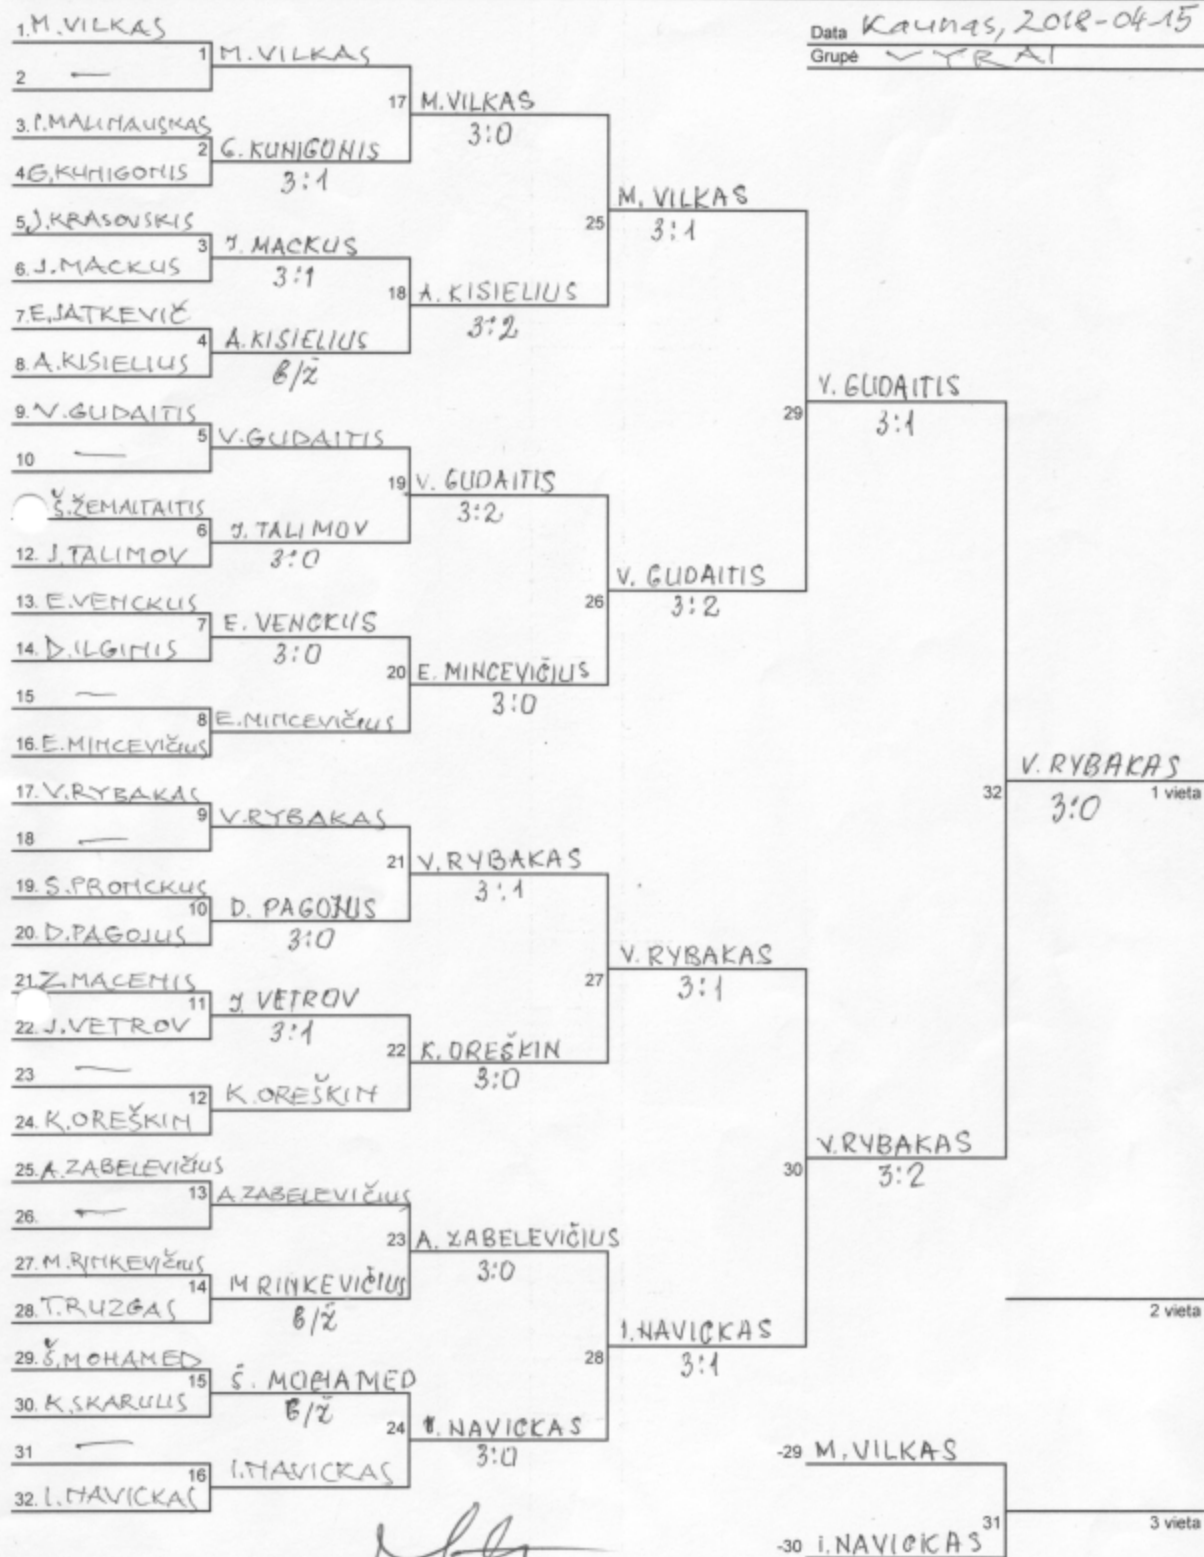 Data Kaunas, 2018-04-15
Grupė VYRAI
1. M. VILKAS
2 —
1 M. VILKAS
3. P. MALINAUSKAS
4 G. KUNIGONIS
2 G. KUNIGONIS
3:1
17 M. VILKAS
3:0
5. J. KRASOVSKIS
6. J. MACKUS
3 J. MACKUS
3:1
7. E. JATKEVIČ
8. A. KISIELIUS
4 A. KISIELIUS
b/ž
18 A. KISIELIUS
3:2
25 M. VILKAS
3:1
9. V. GUDAITIS
10 —
5 V. GUDAITIS
Š. ŽEMAITAITIS
12. J. TALIMOV
6 J. TALIMOV
3:0
19 V. GUDAITIS
3:2
13. E. VENCKUS
14. D. ILGINIS
7 E. VENCKUS
3:0
15 —
16. E. MINCEVIČIUS
8 E. MINCEVIČIUS
20 E. MINCEVIČIUS
3:0
26 V. GUDAITIS
3:2
29 V. GUDAITIS
3:1
17. V. RYBAKAS
18 —
9 V. RYBAKAS
19. S. PRONCKUS
20. D. PAGOJUS
10 D. PAGOJUS
3:0
21 V. RYBAKAS
3:1
21. Z. MACENIS
22. J. VETROV
11 J. VETROV
3:1
23 —
24. K. OREŠKIN
12 K. OREŠKIN
22 K. OREŠKIN
3:0
27 V. RYBAKAS
3:1
25. A. ZABELEVIČIUS
26. —
13 A. ZABELEVIČIUS
27. M. RINKEVIČIUS
28. T. RUZGAS
14 M RINKEVIČIUS
b/ž
23 A. ZABELEVIČIUS
3:0
29. Š. MOHAMED
30. K. SKARULIS
15 Š. MOHAMED
b/ž
31 —
32. I. NAVICKAS
16 I. NAVICKAS
24 I. NAVICKAS
3:0
28 I. NAVICKAS
3:1
30 V. RYBAKAS
3:2
32 V. RYBAKAS
3:0
1 vieta
2 vieta
-29 M. VILKAS
-30 I. NAVICKAS
31
3 vieta